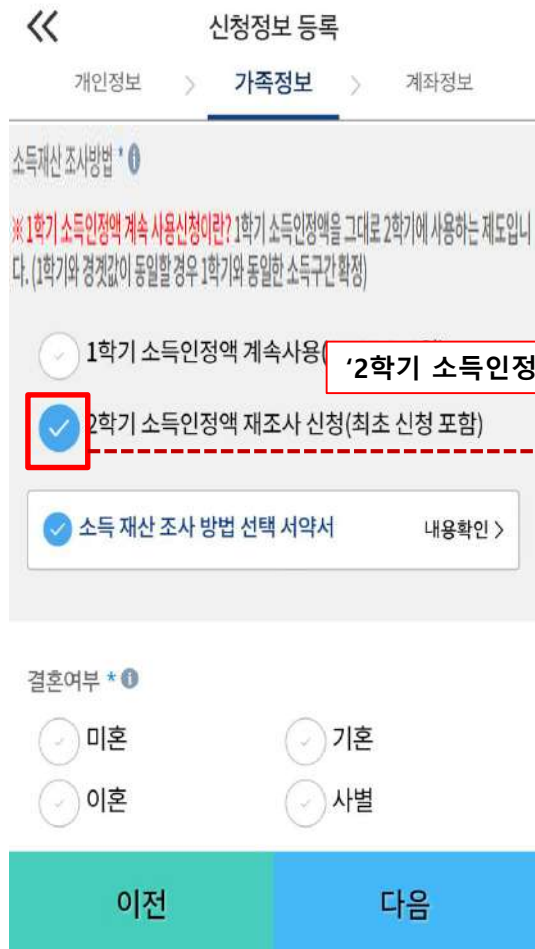 신청정보 등록
개인정보 > 가족정보 > 계좌정보
소득재산 조사방법 *
※ 1학기 소득인정액 계속 사용신청이란? 1학기 소득인정액을 그대로 2학기에 사용하는 제도입니
다. (1학기와 경곗값이 동일할 경우 1학기와 동일한 소득구간 확정)
1학기 소득인정액 계속사용(
‘2학기 소득인정
2학기 소득인정액 재조사 신청(최초 신청 포함)
소득 재산 조사 방법 선택 서약서 내용확인 >
결혼여부 *
미혼 기혼
이혼 사별
이전 다음